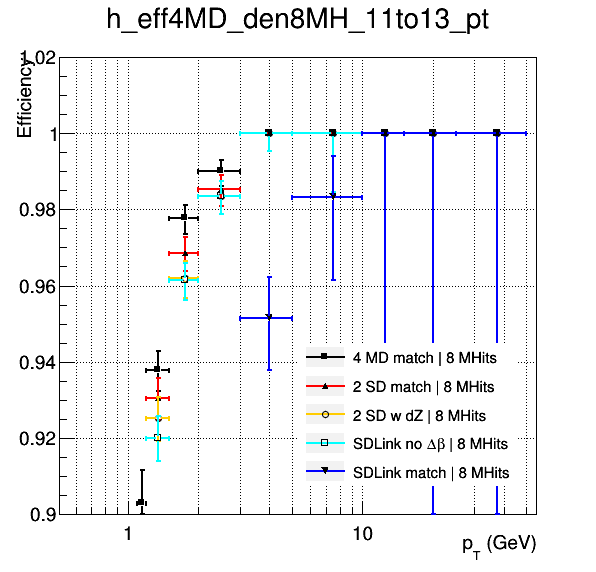 h_eff4MD_den8MH_11to13_pt
Efficiency
1.02
1
0.98
0.96
0.94
0.92
0.9
4 MD match | 8 MHits
2 SD match | 8 MHits
2 SD w dZ | 8 MHits
SDLink no Δβ | 8 MHits
SDLink match | 8 MHits
1
10
p_T (GeV)